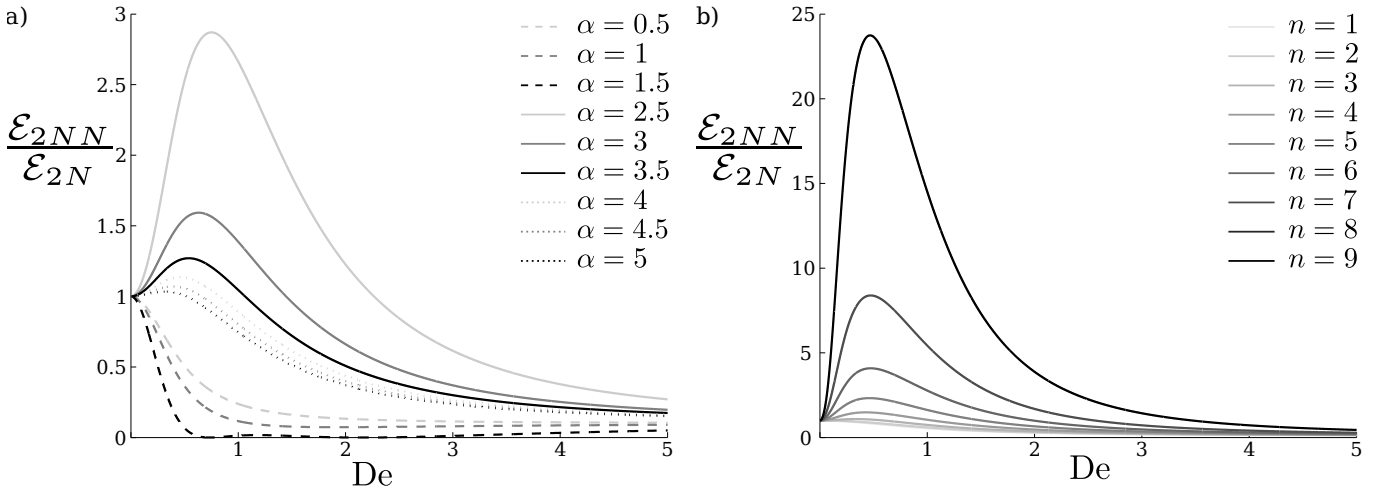 a)
3
2.5
2
1.5
1
0.5
0
1
2
3
4
5
ℰ₂NN
ℰ₂N
De
α = 0.5
α = 1
α = 1.5
α = 2.5
α = 3
α = 3.5
α = 4
α = 4.5
α = 5
b)
25
20
15
10
5
0
1
2
3
4
5
ℰ₂NN
ℰ₂N
De
n = 1
n = 2
n = 3
n = 4
n = 5
n = 6
n = 7
n = 8
n = 9